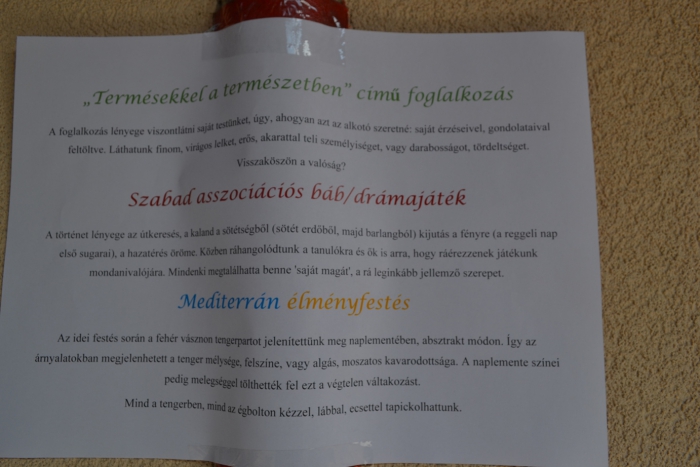 „Termésekkel a természetben” című foglalkozás
A foglalkozás lényege viszontlátni saját testünket, úgy, ahogyan azt az alkotó szeretné: saját érzéseivel, gondolataival
feltöltve. Láthatunk finom, virágos lelket, erős, akarattal teli személyiséget, vagy darabosságot, tördeltséget.
Visszaköszön a valóság?
Szabad asszociációs báb/drámajáték
A történet lényege az útkeresés, a kaland a sötétségből (sötét erdőből, majd barlangból) kijutás a fényre (a reggeli nap
első sugarai), a hazatérés öröme. Közben ráhangolódtunk a tanulókra és ők is arra, hogy ráérezzenek játékunk
mondanivalójára. Mindenki megtalálhatta benne 'saját magát', a rá leginkább jellemző szerepet.
Mediterrán élményfestés
Az idei festés során a fehér vásznon tengerpartot jelenítettünk meg naplementében, absztrakt módon. Így az
árnyalatokban megjelenhetett a tenger mélysége, felszíne, vagy algás, moszatos kavarodottsága. A naplemente színei
pedig melegséggel tölthették fel ezt a végtelen váltakozást.
Mind a tengerben, mind az égbolton kézzel, lábbal, ecsettel tapickolhattunk.